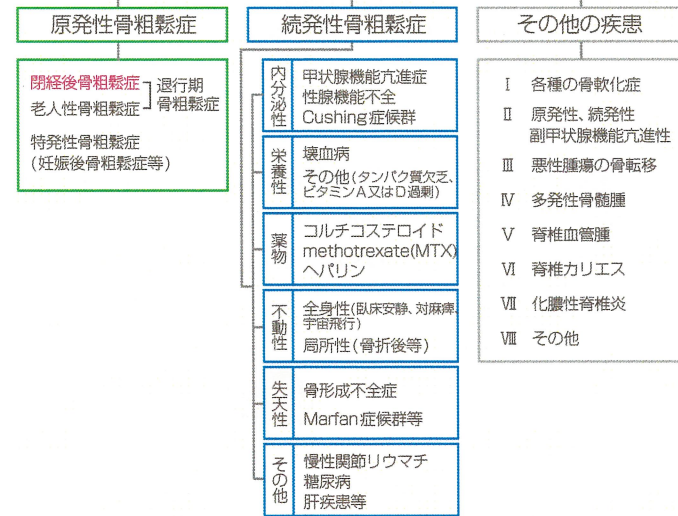 原発性骨粗鬆症
閉経後骨粗鬆症
老人性骨粗鬆症
退行期
骨粗鬆症
特発性骨粗鬆症
(妊娠後骨粗鬆症等)
続発性骨粗鬆症
内分泌性
甲状腺機能亢進症
性腺機能不全
Cushing症候群
栄養性
壊血病
その他(タンパク質欠乏、
ビタミンA又はD過剰)
薬物
コルチコステロイド
methotrexate(MTX)
ヘパリン
不動性
全身性(臥床安静、対麻痺、
宇宙飛行)
局所性(骨折後等)
失天性
骨形成不全症
Marfan症候群等
その他
慢性関節リウマチ
糖尿病
肝疾患等
その他の疾患
Ⅰ 各種の骨軟化症
Ⅱ 原発性、続発性
副甲状腺機能亢進性
Ⅲ 悪性腫瘍の骨転移
Ⅳ 多発性骨髄腫
Ⅴ 脊椎血管腫
Ⅵ 脊椎カリエス
Ⅶ 化膿性脊椎炎
Ⅷ その他